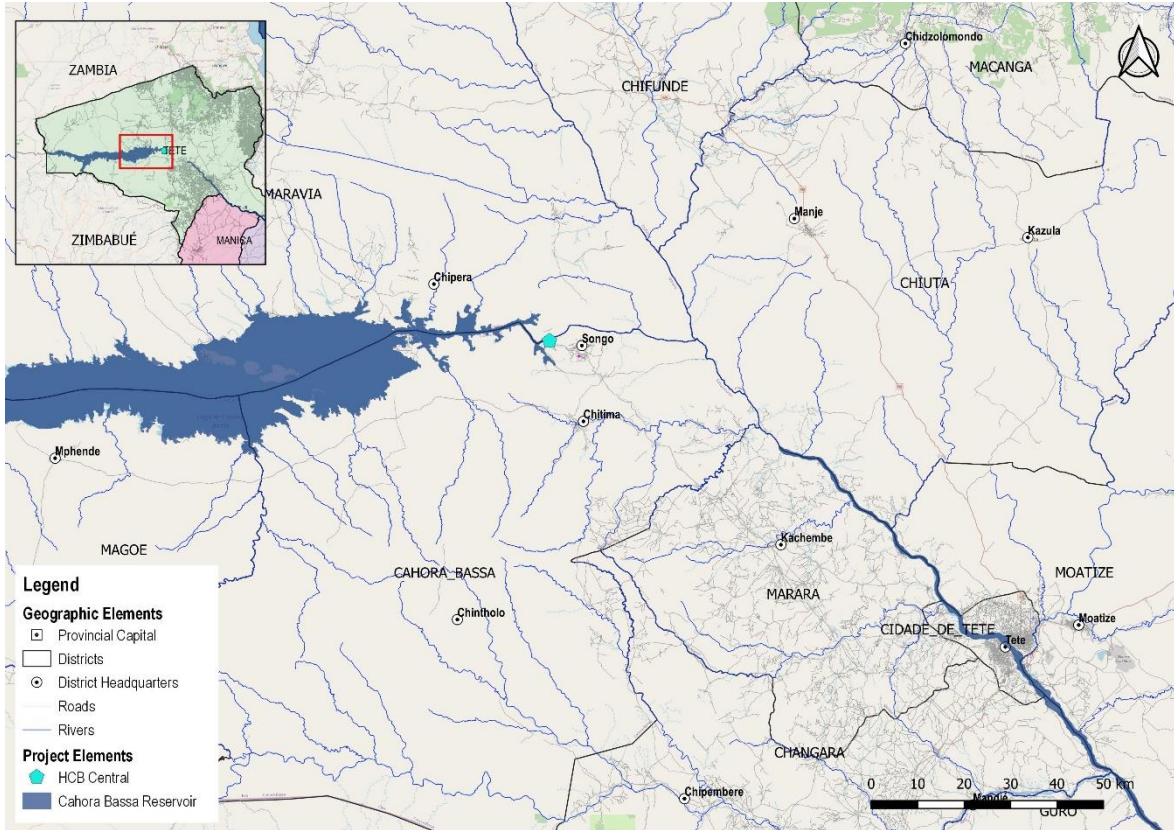 ZAMBIA
TETE
ZIMBABUÉ
MANICA
MARAVIA
CHIFUNDE
Chidzolomondo
MACANGA
Manje
Kazula
CHIUTA
Chipera
Songo
Chitima
Mphende
MAGOE
CAHORA_BASSA
Chintholo
Kachembe
MARARA
MOATIZE
CIDADE_DE_TETE
Moatize
Tete
CHANGARA
Chipembere
GURO
Legend
Geographic Elements
Provincial Capital
Districts
District Headquarters
Roads
Rivers
Project Elements
HCB Central
Cahora Bassa Reservoir
0 10 20 30 40 50 km